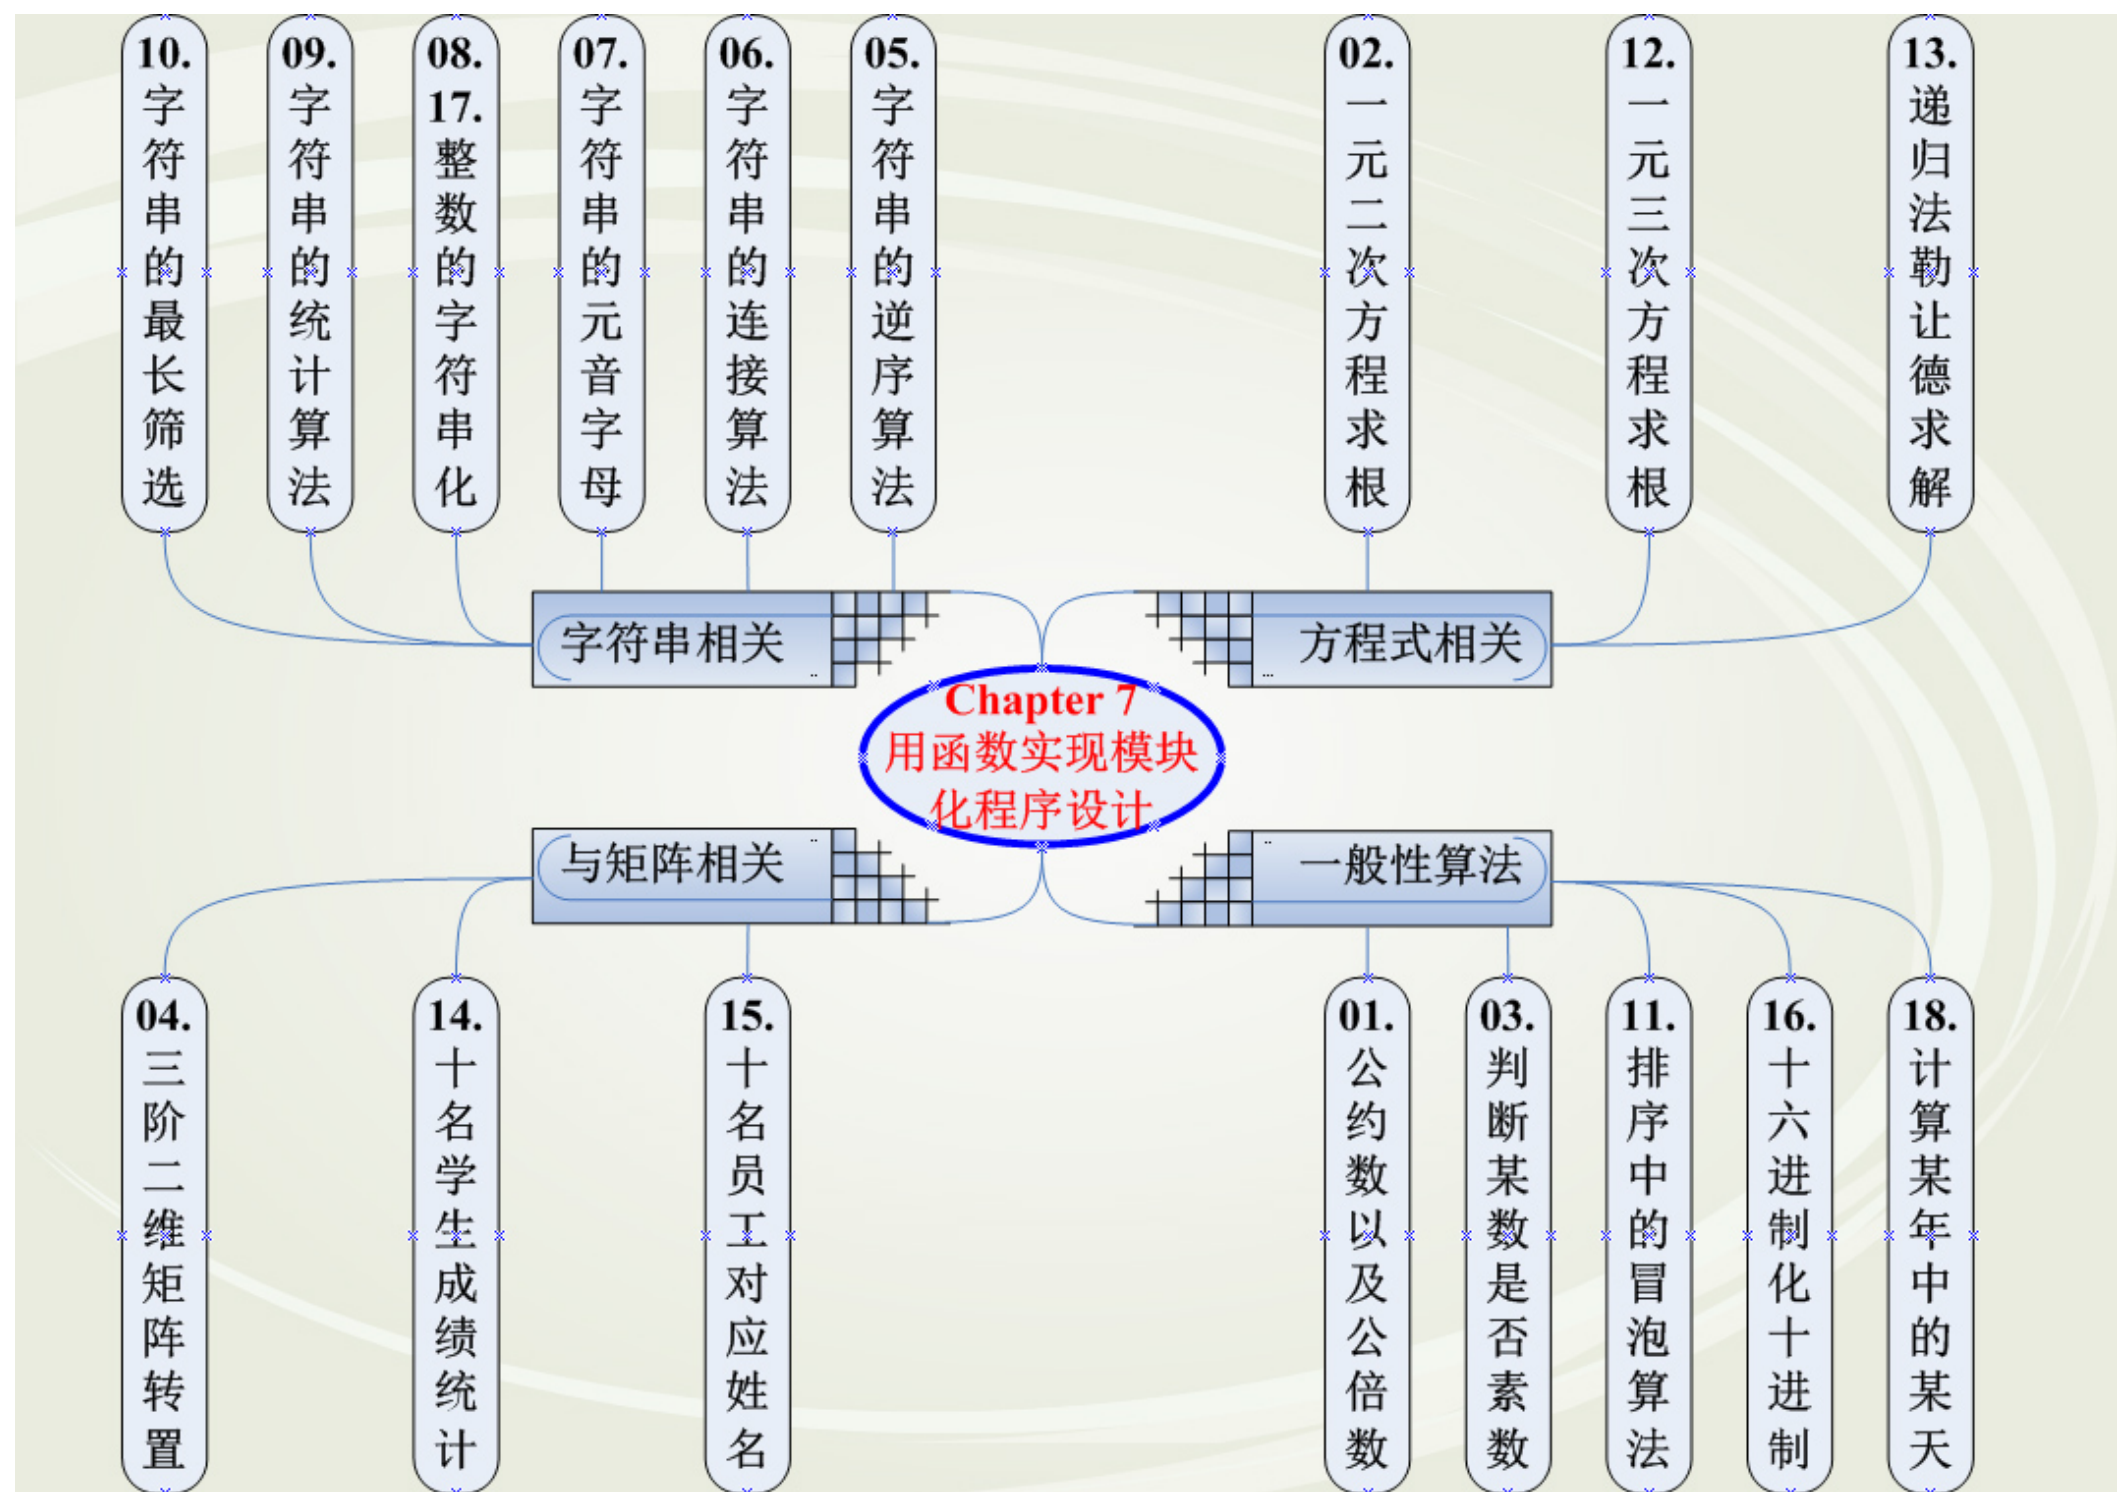 10.字符串的最长筛选
09.字符串的统计算法
08.17.整数的字符串化
07.字符串的元音字母
06.字符串的连接算法
05.字符串的逆序算法
02.一元二次方程求根
12.一元三次方程求根
13.递归法勒让德求解
字符串相关
方程式相关
Chapter 7
用函数实现模块
化程序设计
与矩阵相关
一般性算法
04.三阶二维矩阵转置
14.十名学生成绩统计
15.十名员工对应姓名
01.公约数以及公倍数
03.判断某数是否素数
11.排序中的冒泡算法
16.十六进制化十进制
18.计算某年中的某天